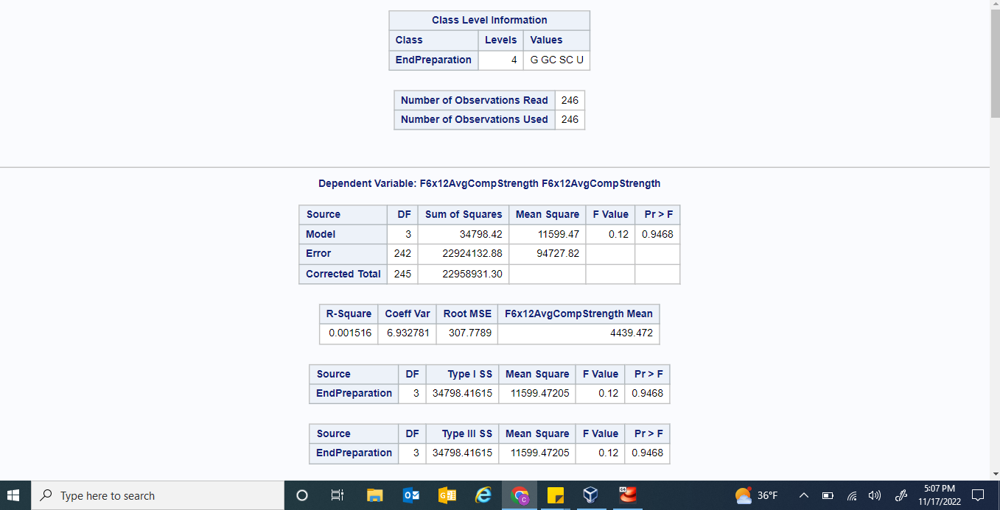 Class Level Information
Class Levels Values
EndPreparation 4 G GC SC U
Number of Observations Read 246
Number of Observations Used 246
Dependent Variable: F6x12AvgCompStrength F6x12AvgCompStrength
Source DF Sum of Squares Mean Square F Value Pr > F
Model 3 34798.42 11599.47 0.12 0.9468
Error 242 22924132.88 94727.82
Corrected Total 245 22958931.30
R-Square Coeff Var Root MSE F6x12AvgCompStrength Mean
0.001516 6.932781 307.7789 4439.472
Source DF Type I SS Mean Square F Value Pr > F
EndPreparation 3 34798.41615 11599.47205 0.12 0.9468
Source DF Type III SS Mean Square F Value Pr > F
EndPreparation 3 34798.41615 11599.47205 0.12 0.9468
Type here to search 36°F 5:07 PM
11/17/2022